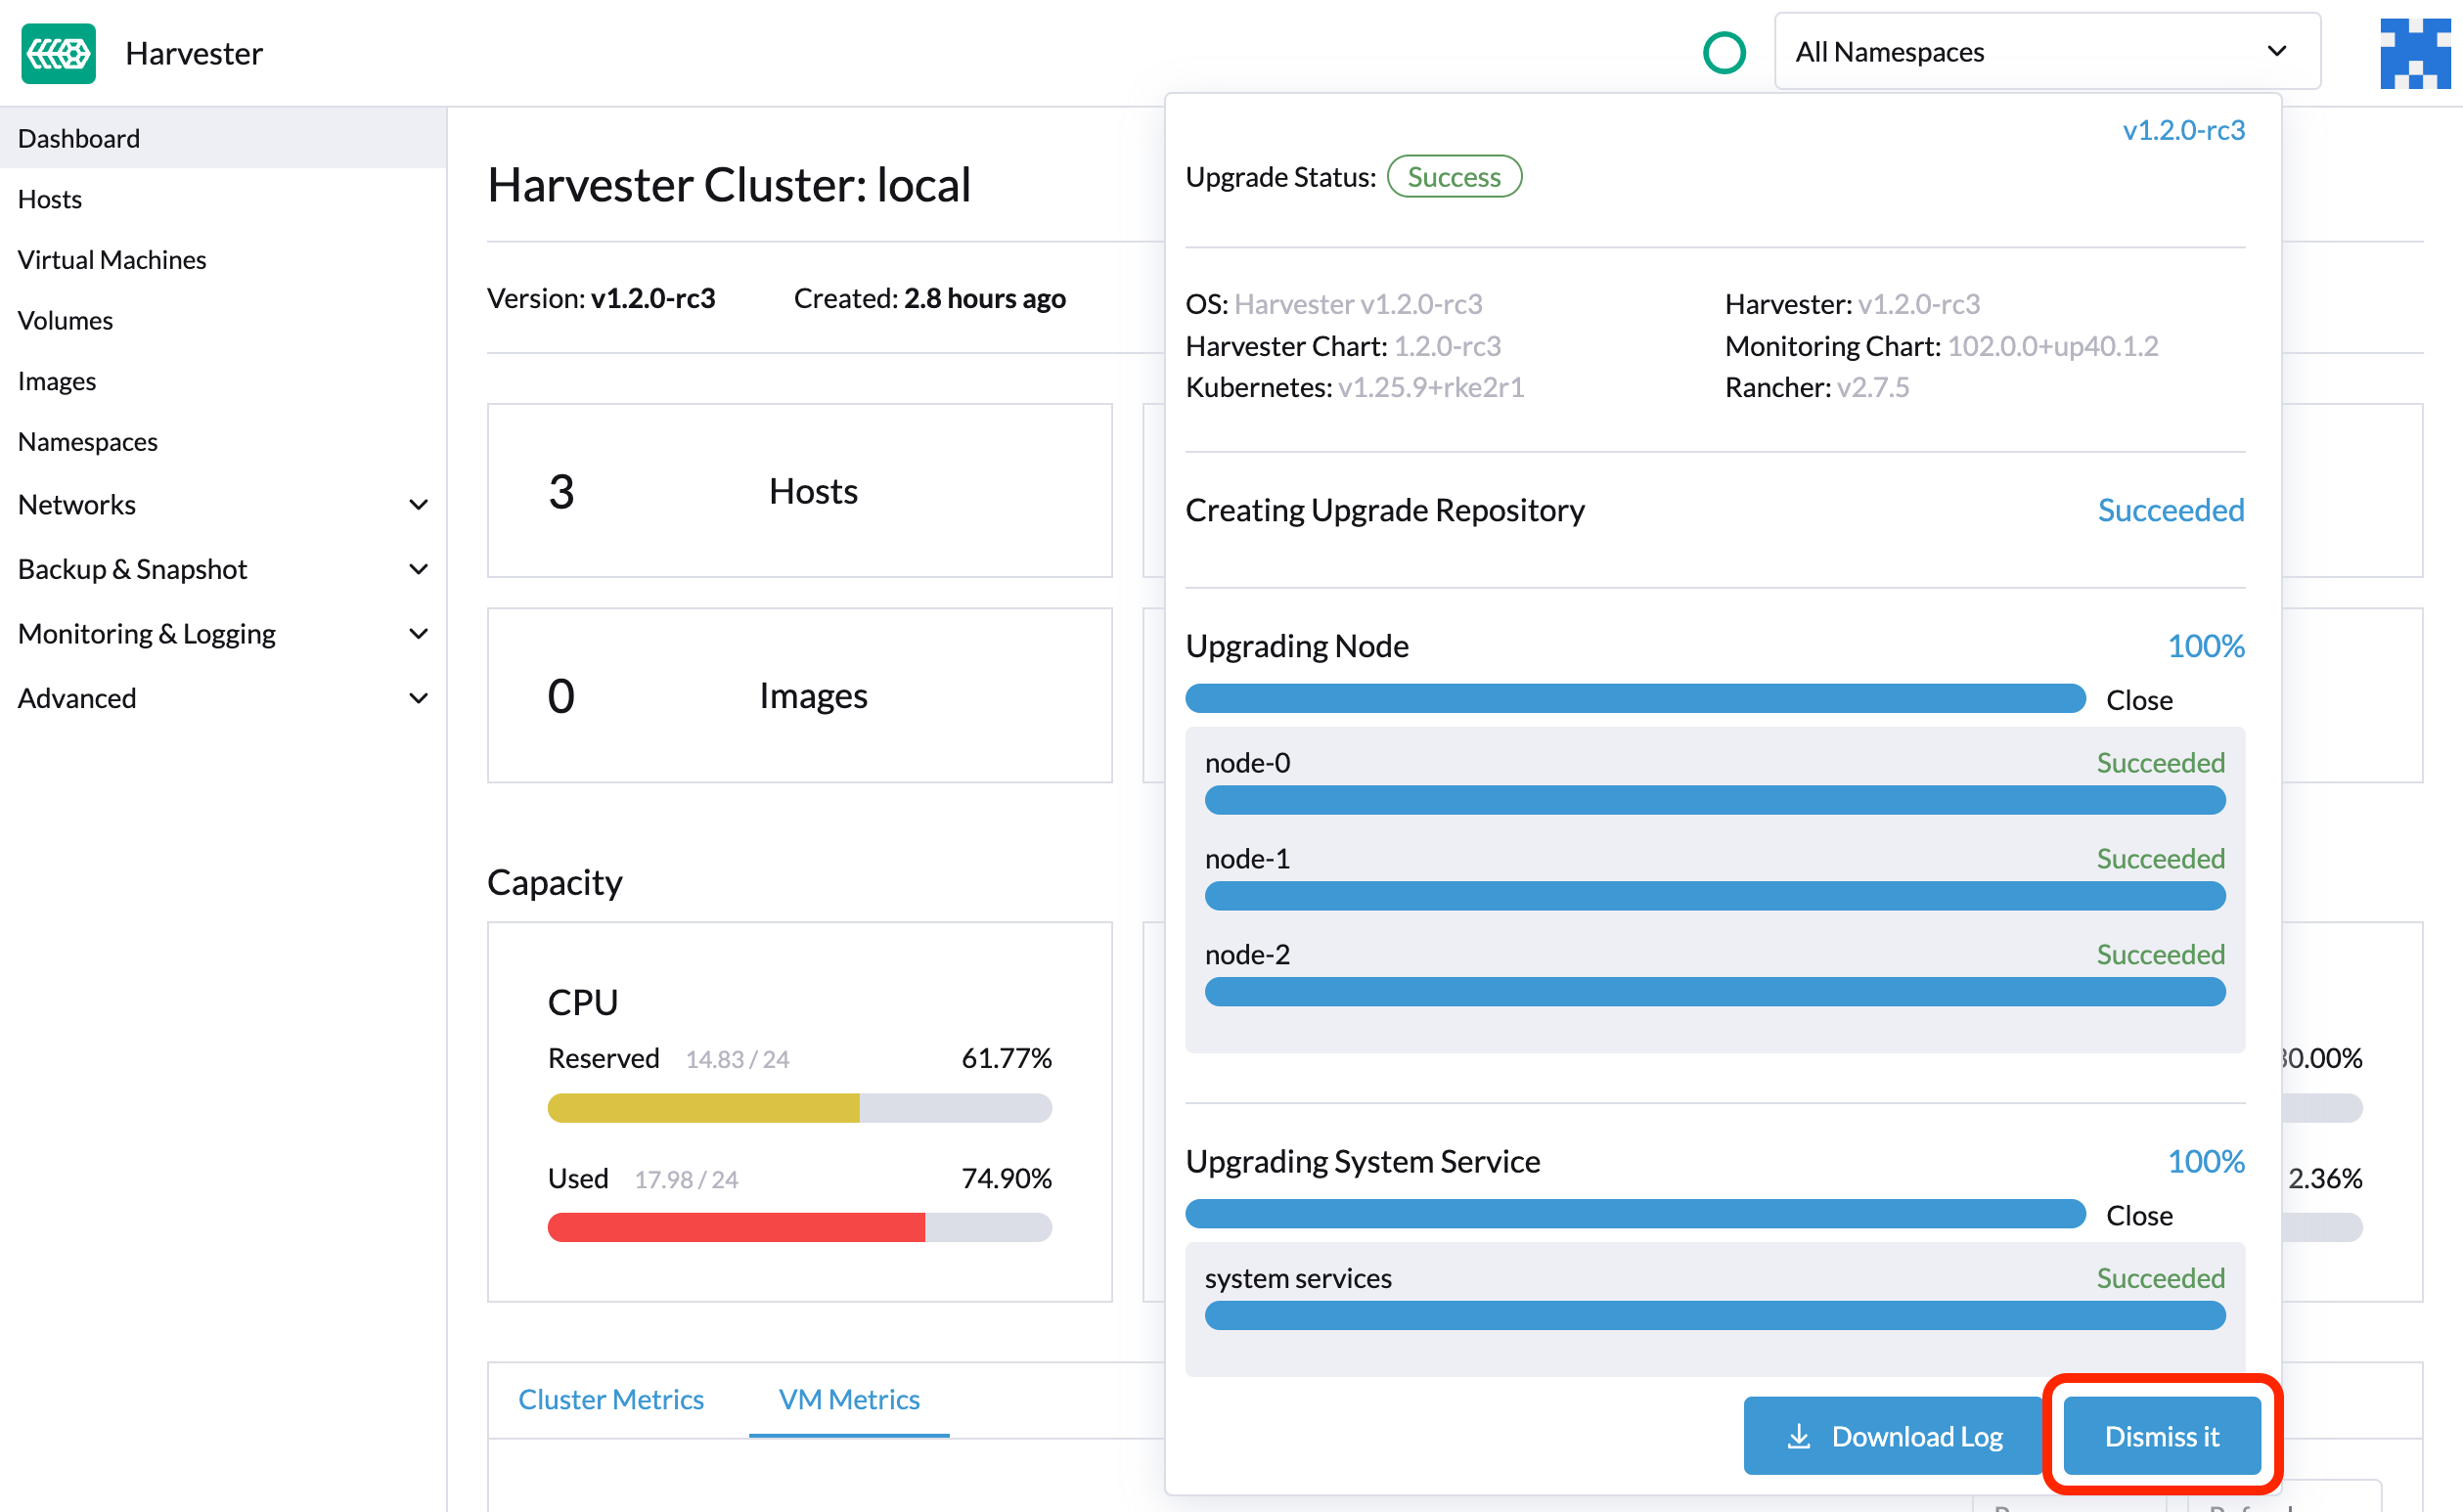 Harvester
All Namespaces
Dashboard
Hosts
Virtual Machines
Volumes
Images
Namespaces
Networks
Backup & Snapshot
Monitoring & Logging
Advanced
Harvester Cluster: local
Version: v1.2.0-rc3
Created: 2.8 hours ago
3 Hosts
0 Images
Capacity
CPU
Reserved 14.83 / 24 61.77%
Used 17.98 / 24 74.90%
Cluster Metrics
VM Metrics
v1.2.0-rc3
Upgrade Status: Success
OS: Harvester v1.2.0-rc3
Harvester: v1.2.0-rc3
Harvester Chart: 1.2.0-rc3
Monitoring Chart: 102.0.0+up40.1.2
Kubernetes: v1.25.9+rke2r1
Rancher: v2.7.5
Creating Upgrade Repository Succeeded
Upgrading Node 100%
Close
node-0 Succeeded
node-1 Succeeded
node-2 Succeeded
Upgrading System Service 100%
Close
system services Succeeded
Download Log
Dismiss it
2.36%